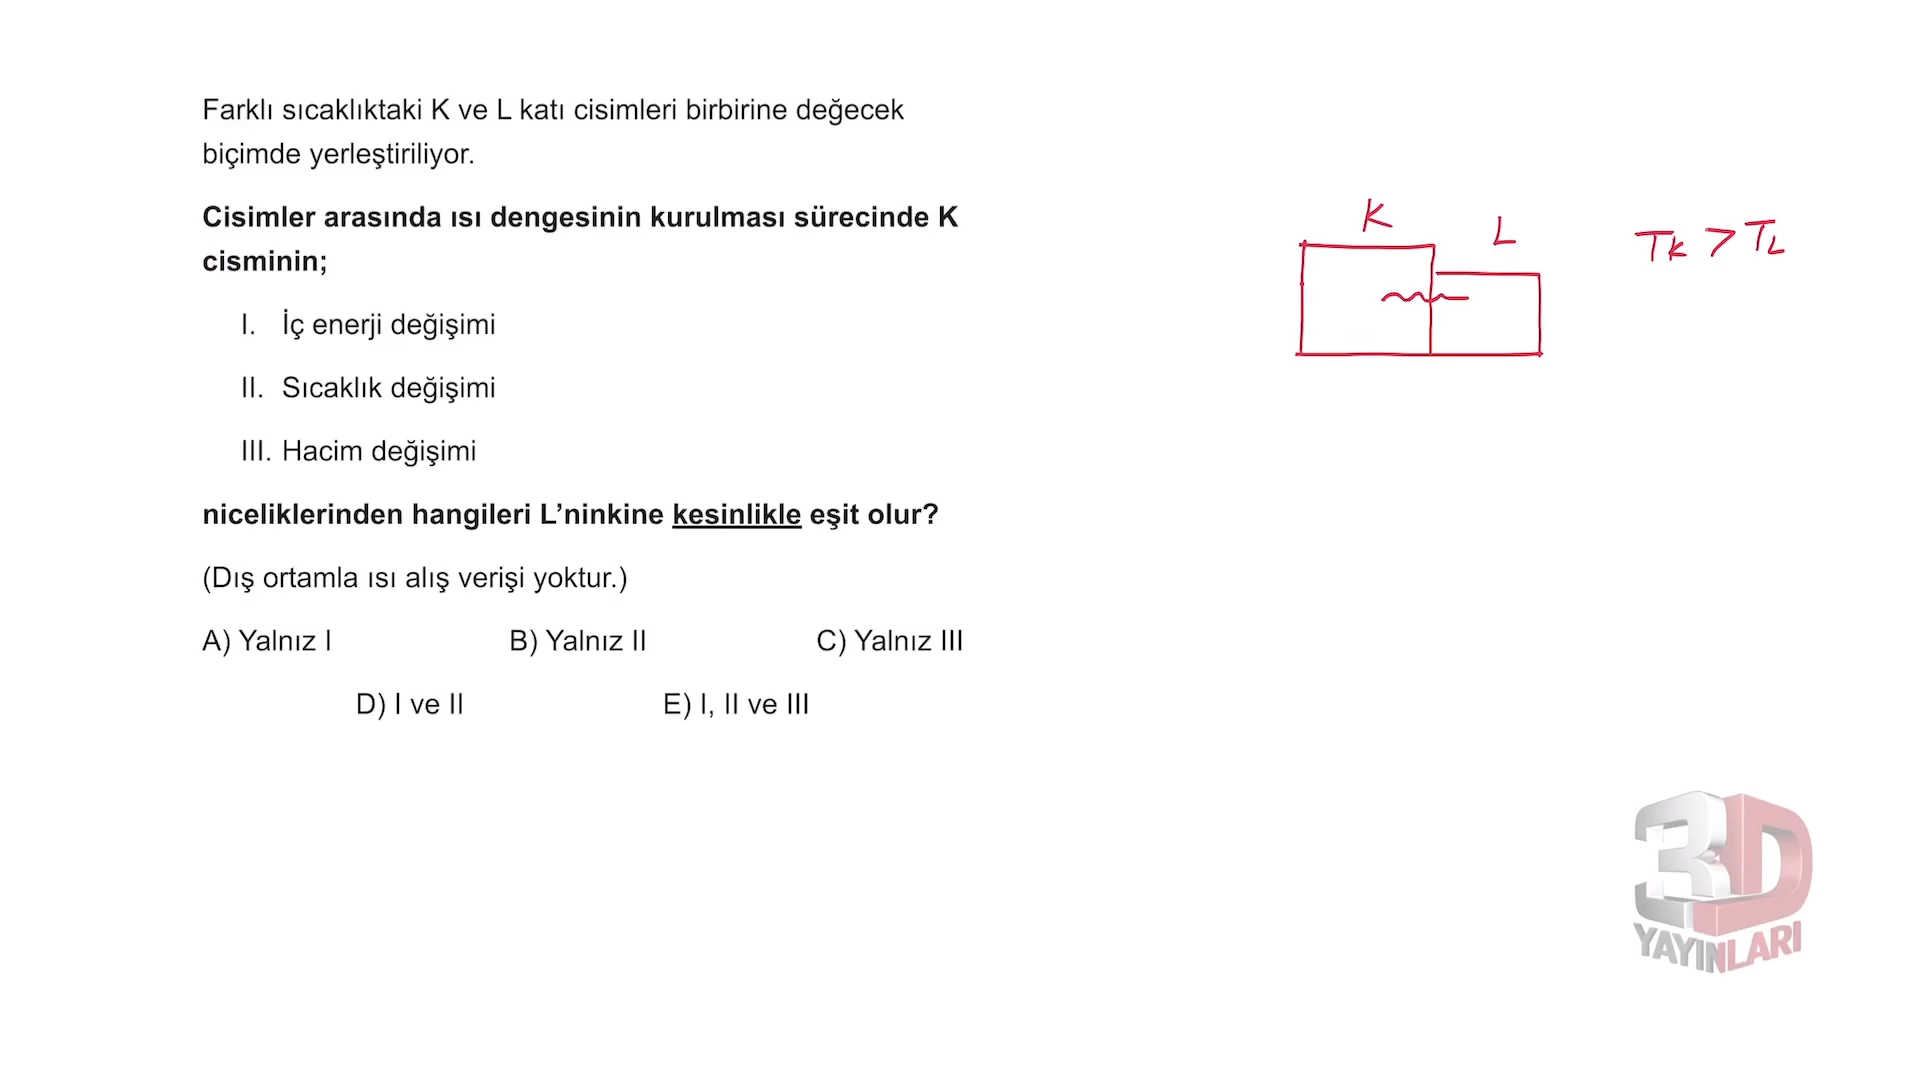 Farklı sıcaklıktaki K ve L katı cisimleri birbirine değecek
biçimde yerleştiriliyor.
Cisimler arasında ısı dengesinin kurulması sürecinde K
cisminin;
I. İç enerji değişimi
II. Sıcaklık değişimi
III. Hacim değişimi
niceliklerinden hangileri L’ninkine kesinlikle eşit olur?
(Dış ortamla ısı alış verişi yoktur.)
A) Yalnız I B) Yalnız II C) Yalnız III
D) I ve II E) I, II ve III
K L TK > TL
3D
YAYINLARI